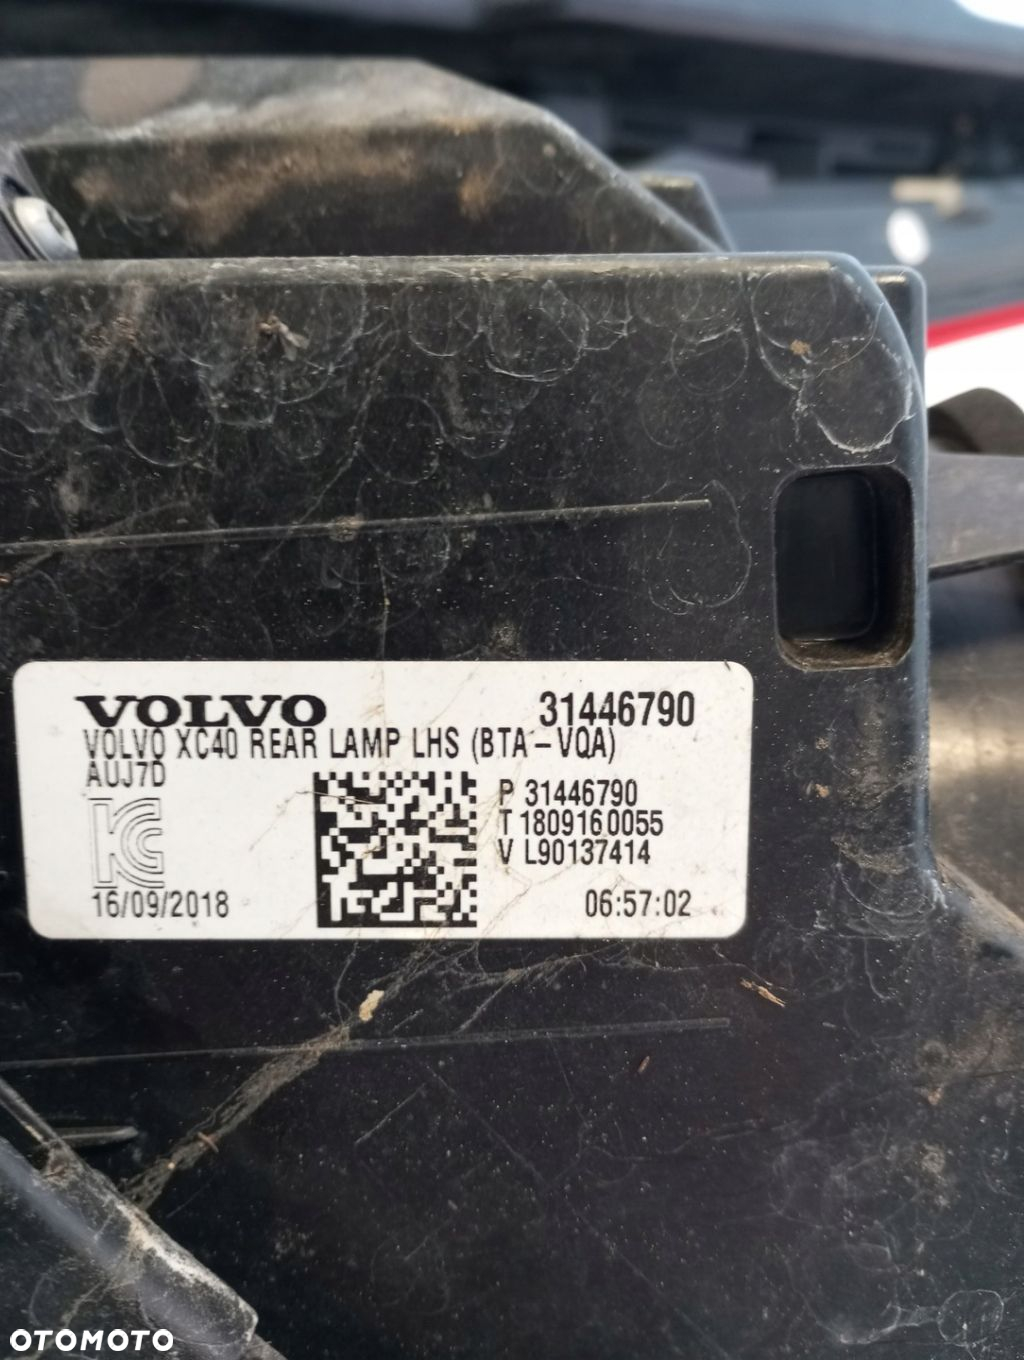 VOLVO 31446790
VOLVO XC40 REAR LAMP LHS (BTA-VQA)
AUJ7D
P 31446790
T 1809160055
V L90137414
KC
16/09/2018 06:57:02
OTOMOTO